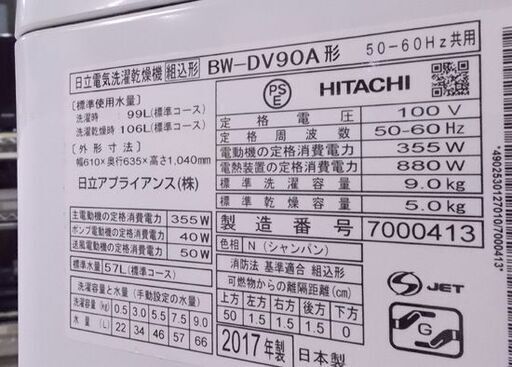 日立電気洗濯乾燥機 組込形 BW-DV90A形 50-60Hz共用
[標準使用水量]
洗濯時 99L(標準コース)
洗濯乾燥時 106L(標準コース)
[外形寸法]
幅610×奥行635×高さ1,040mm
日立アプライアンス(株)
主電動機の定格消費電力 355W
ポンプ電動機の定格消費電力 40W
送風電動機の定格消費電力 50W
標準水量 57L(標準コース)
洗濯容量と水量 (手動設定の水量)
洗濯容量(kg) 0.5 3.0 5.5 7.5 9.0
水量(L) 22 34 46 57 66
PSE HITACHI
定格電圧 100V
定格周波数 50-60Hz
電動機の定格消費電力 355W
電熱装置の定格消費電力 880W
標準洗濯容量 9.0kg
標準乾燥容量 5.0kg
製造番号 7000413
色相 N (シャンパン)
消防法 基準適合 組込形
可燃物からの離隔距離(cm)
上方 左方 右方 前方 後方 下方
50 1.5 1.5 1.5 0
2017年製 日本製
S JET
G
*4902530127010/7000413*